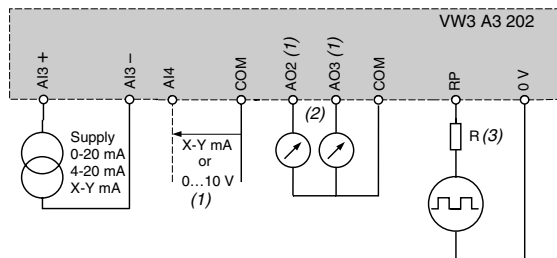 VW3 A3 202
AI3 +
AI3 –
AI4
COM
AO2 (1)
AO3 (1)
COM
RP
0 V
(2)
R (3)
Supply
0-20 mA
4-20 mA
X-Y mA
X-Y mA
or
0...10 V
(1)